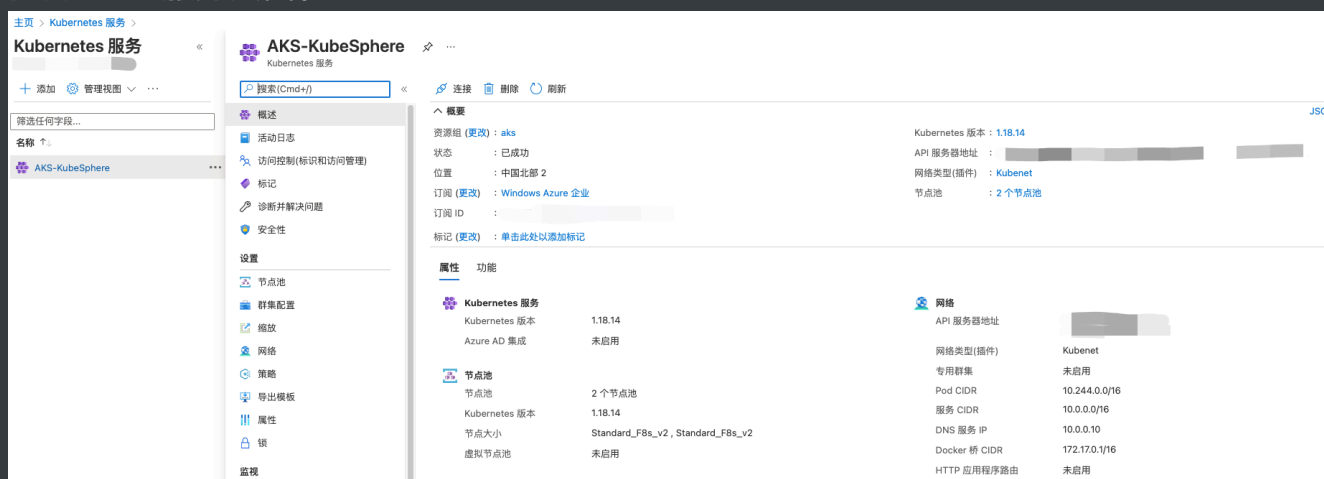 主页 > Kubernetes 服务 >
Kubernetes 服务
+ 添加 管理视图 ...
筛选任何字段...
名称 ↑↓
AKS-KubeSphere ...
AKS-KubeSphere ...
Kubernetes 服务
搜索(Cmd+/)
概述
活动日志
访问控制(标识和访问管理)
标记
诊断并解决问题
安全性
设置
节点池
群集配置
缩放
网络
策略
导出模板
属性
锁
监视
连接 删除 刷新
概要
资源组 (更改) : aks
状态 : 已成功
位置 : 中国北部 2
订阅 (更改) : Windows Azure 企业
订阅 ID :
标记 (更改) : 单击此处以添加标记
Kubernetes 版本 : 1.18.14
API 服务器地址 :
网络类型(插件) : Kubenet
节点池 : 2 个节点池
属性 功能
Kubernetes 服务
Kubernetes 版本 1.18.14
Azure AD 集成 未启用
节点池
节点池 2 个节点池
Kubernetes 版本 1.18.14
节点大小 Standard_F8s_v2 , Standard_F8s_v2
虚拟节点池 未启用
网络
API 服务器地址
网络类型(插件) Kubenet
专用群集 未启用
Pod CIDR 10.244.0.0/16
服务 CIDR 10.0.0.0/16
DNS 服务 IP 10.0.0.10
Docker 桥 CIDR 172.17.0.1/16
HTTP 应用程序路由 未启用